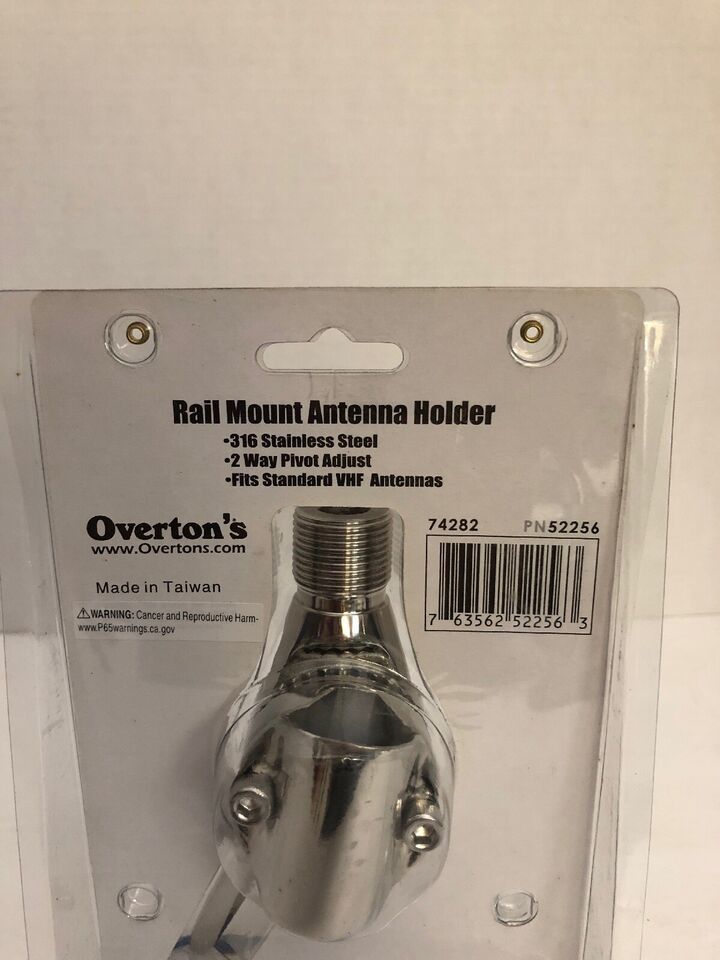 Rail Mount Antenna Holder
•316 Stainless Steel
•2 Way Pivot Adjust
•Fits Standard VHF Antennas
Overton's
www.Overtons.com
74282 PN52256
7 63562 52256 3
Made in Taiwan
⚠WARNING: Cancer and Reproductive Harm-
www.P65warnings.ca.gov